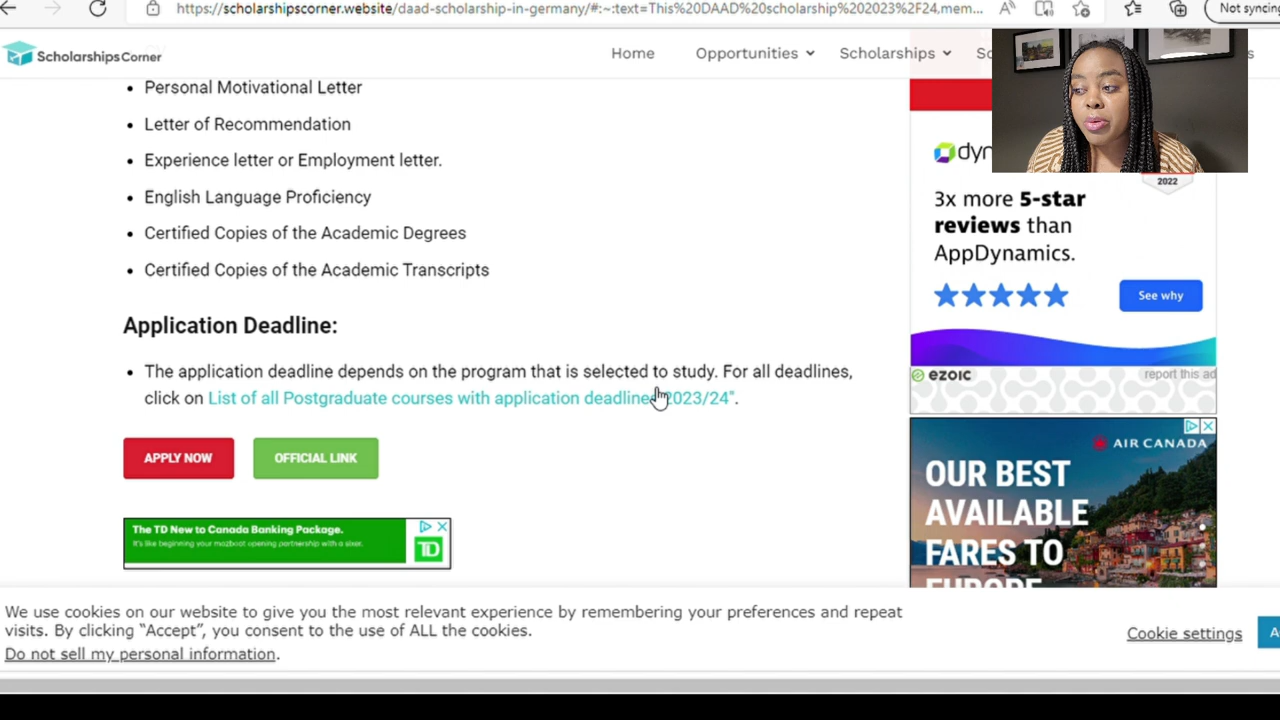 https://scholarshipscorner.website/daad-scholarship-in-germany/#:~:text=This%20DAAD%20scholarship%202023%2F24,mem...
Not syncing
ScholarshipsCorner
Home
Opportunities
Scholarships
Personal Motivational Letter
Letter of Recommendation
Experience letter or Employment letter.
English Language Proficiency
Certified Copies of the Academic Degrees
Certified Copies of the Academic Transcripts
Application Deadline:
The application deadline depends on the program that is selected to study. For all deadlines,
click on List of all Postgraduate courses with application deadline 2023/24".
APPLY NOW
OFFICIAL LINK
The TD New to Canada Banking Package.
It's like beginning your mozboot opening partnership with a sixer.
TD
dyn
2022
3x more 5-star
reviews than
AppDynamics.
See why
EZOIC
report this ad
AIR CANADA
OUR BEST
AVAILABLE
FARES TO
EUROPE
We use cookies on our website to give you the most relevant experience by remembering your preferences and repeat
visits. By clicking “Accept”, you consent to the use of ALL the cookies.
Do not sell my personal information.
Cookie settings